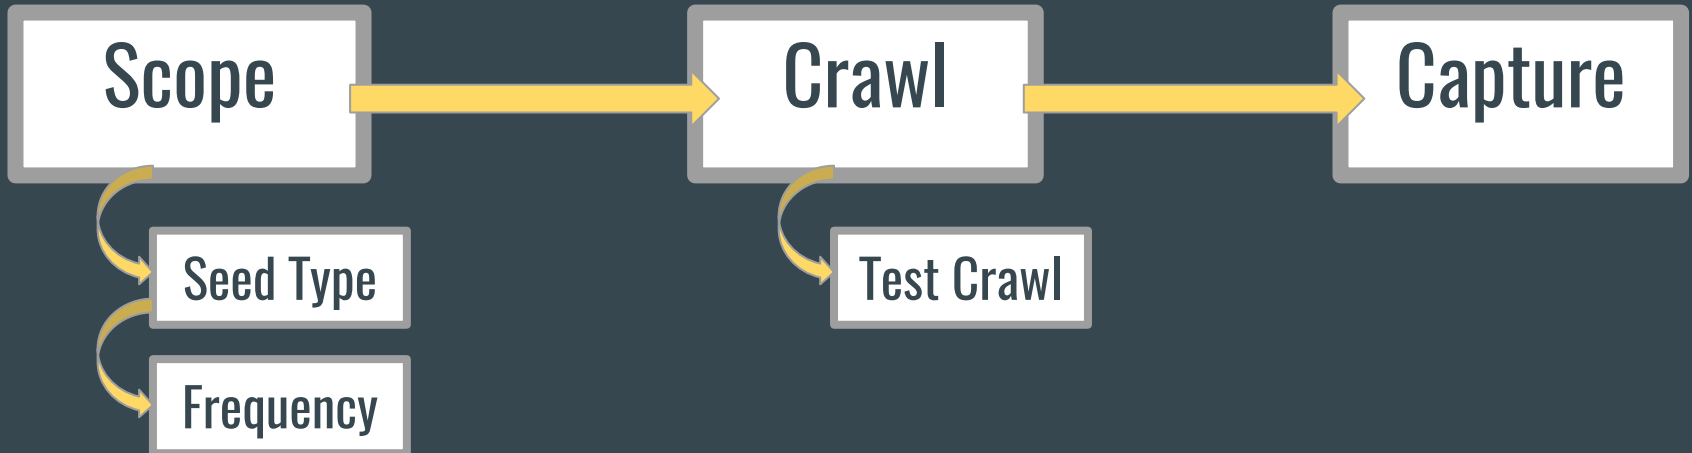 Scope
Crawl
Capture
Seed Type
Test Crawl
Frequency